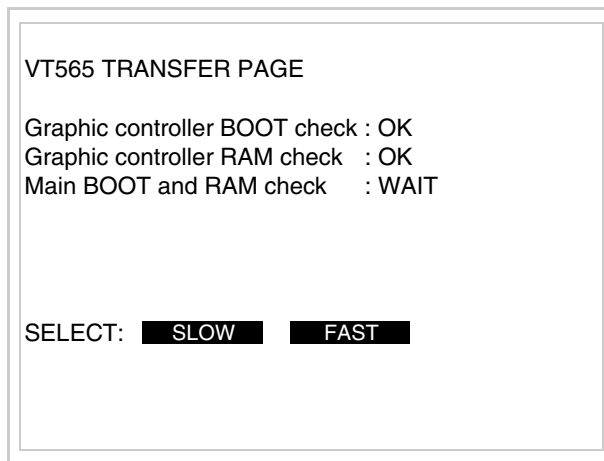 VT565 TRANSFER PAGE
Graphic controller BOOT check : OK
Graphic controller RAM check : OK
Main BOOT and RAM check : WAIT
SELECT: SLOW FAST